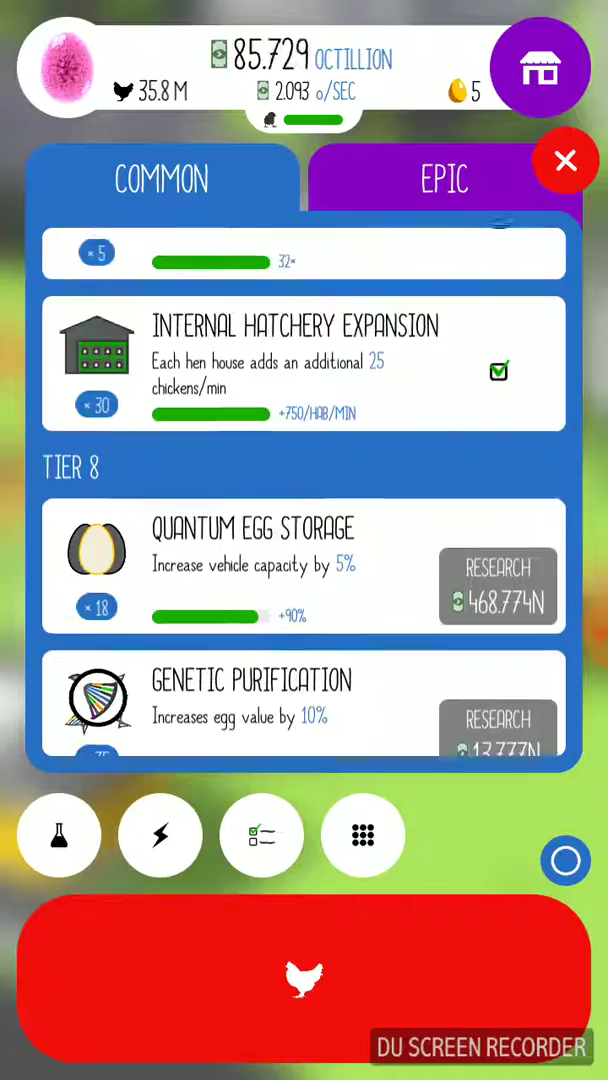 85.729 OCTILLION
35.8 M
2.093 o/SEC
5
COMMON
EPIC
× 5
32×
INTERNAL HATCHERY EXPANSION
Each hen house adds an additional 25
chickens/min
× 30
+750/HAB/MIN
TIER 8
QUANTUM EGG STORAGE
Increase vehicle capacity by 5%
RESEARCH
468.774N
× 18
+90%
GENETIC PURIFICATION
Increases egg value by 10%
RESEARCH
13.777N
DU SCREEN RECORDER